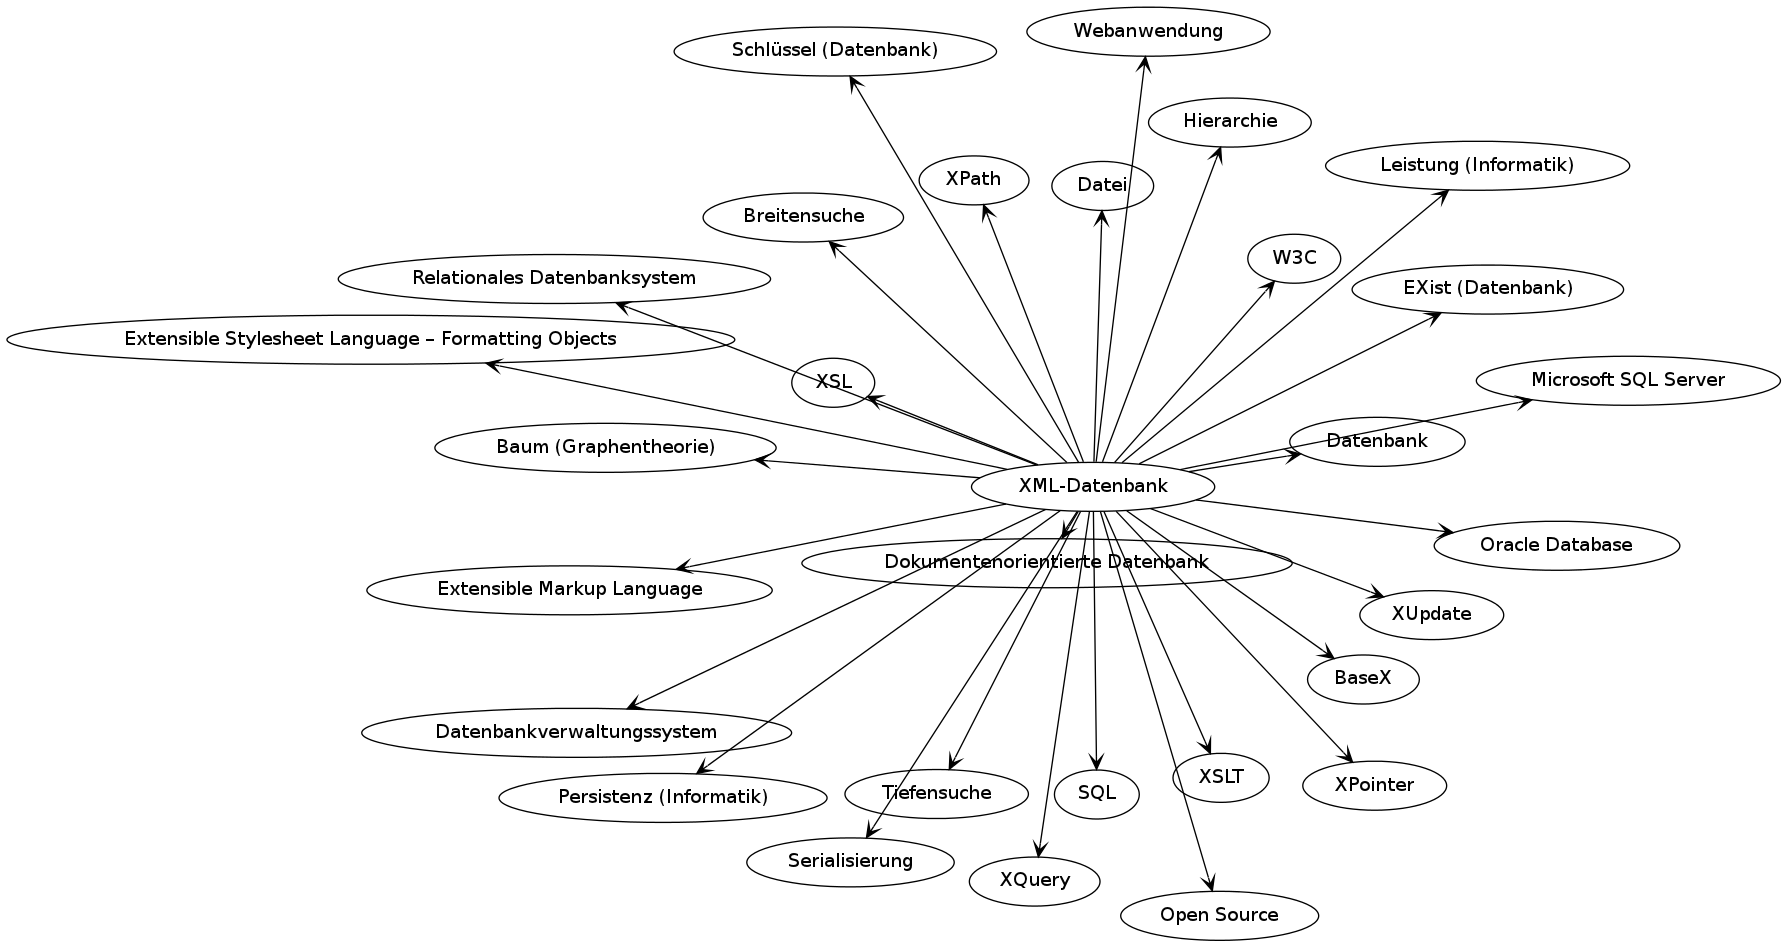 Webanwendung
Schlüssel (Datenbank)
Hierarchie
Leistung (Informatik)
XPath
Datei
Breitensuche
W3C
Relationales Datenbanksystem
EXist (Datenbank)
Extensible Stylesheet Language – Formatting Objects
XSL
Microsoft SQL Server
Datenbank
Baum (Graphentheorie)
XML-Datenbank
Oracle Database
Dokumentenorientierte Datenbank
Extensible Markup Language
XUpdate
BaseX
Datenbankverwaltungssystem
XSLT
XPointer
Tiefensuche
SQL
Persistenz (Informatik)
Serialisierung
XQuery
Open Source